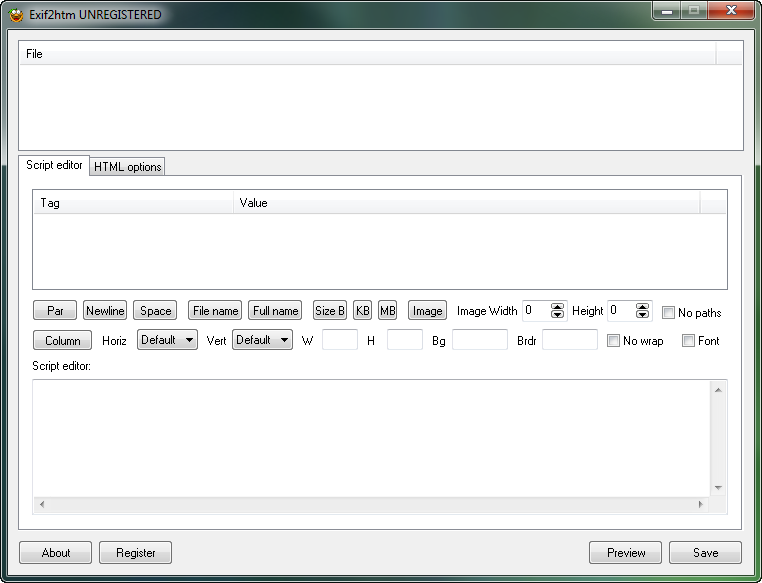 Exif2htm UNREGISTERED
File
Script editor HTML options
Tag Value
Par Newline Space File name Full name Size B KB MB Image Image Width 0 Height 0 No paths
Column Horiz Default Vert Default W H Bg Brdr No wrap Font
Script editor:
About Register Preview Save